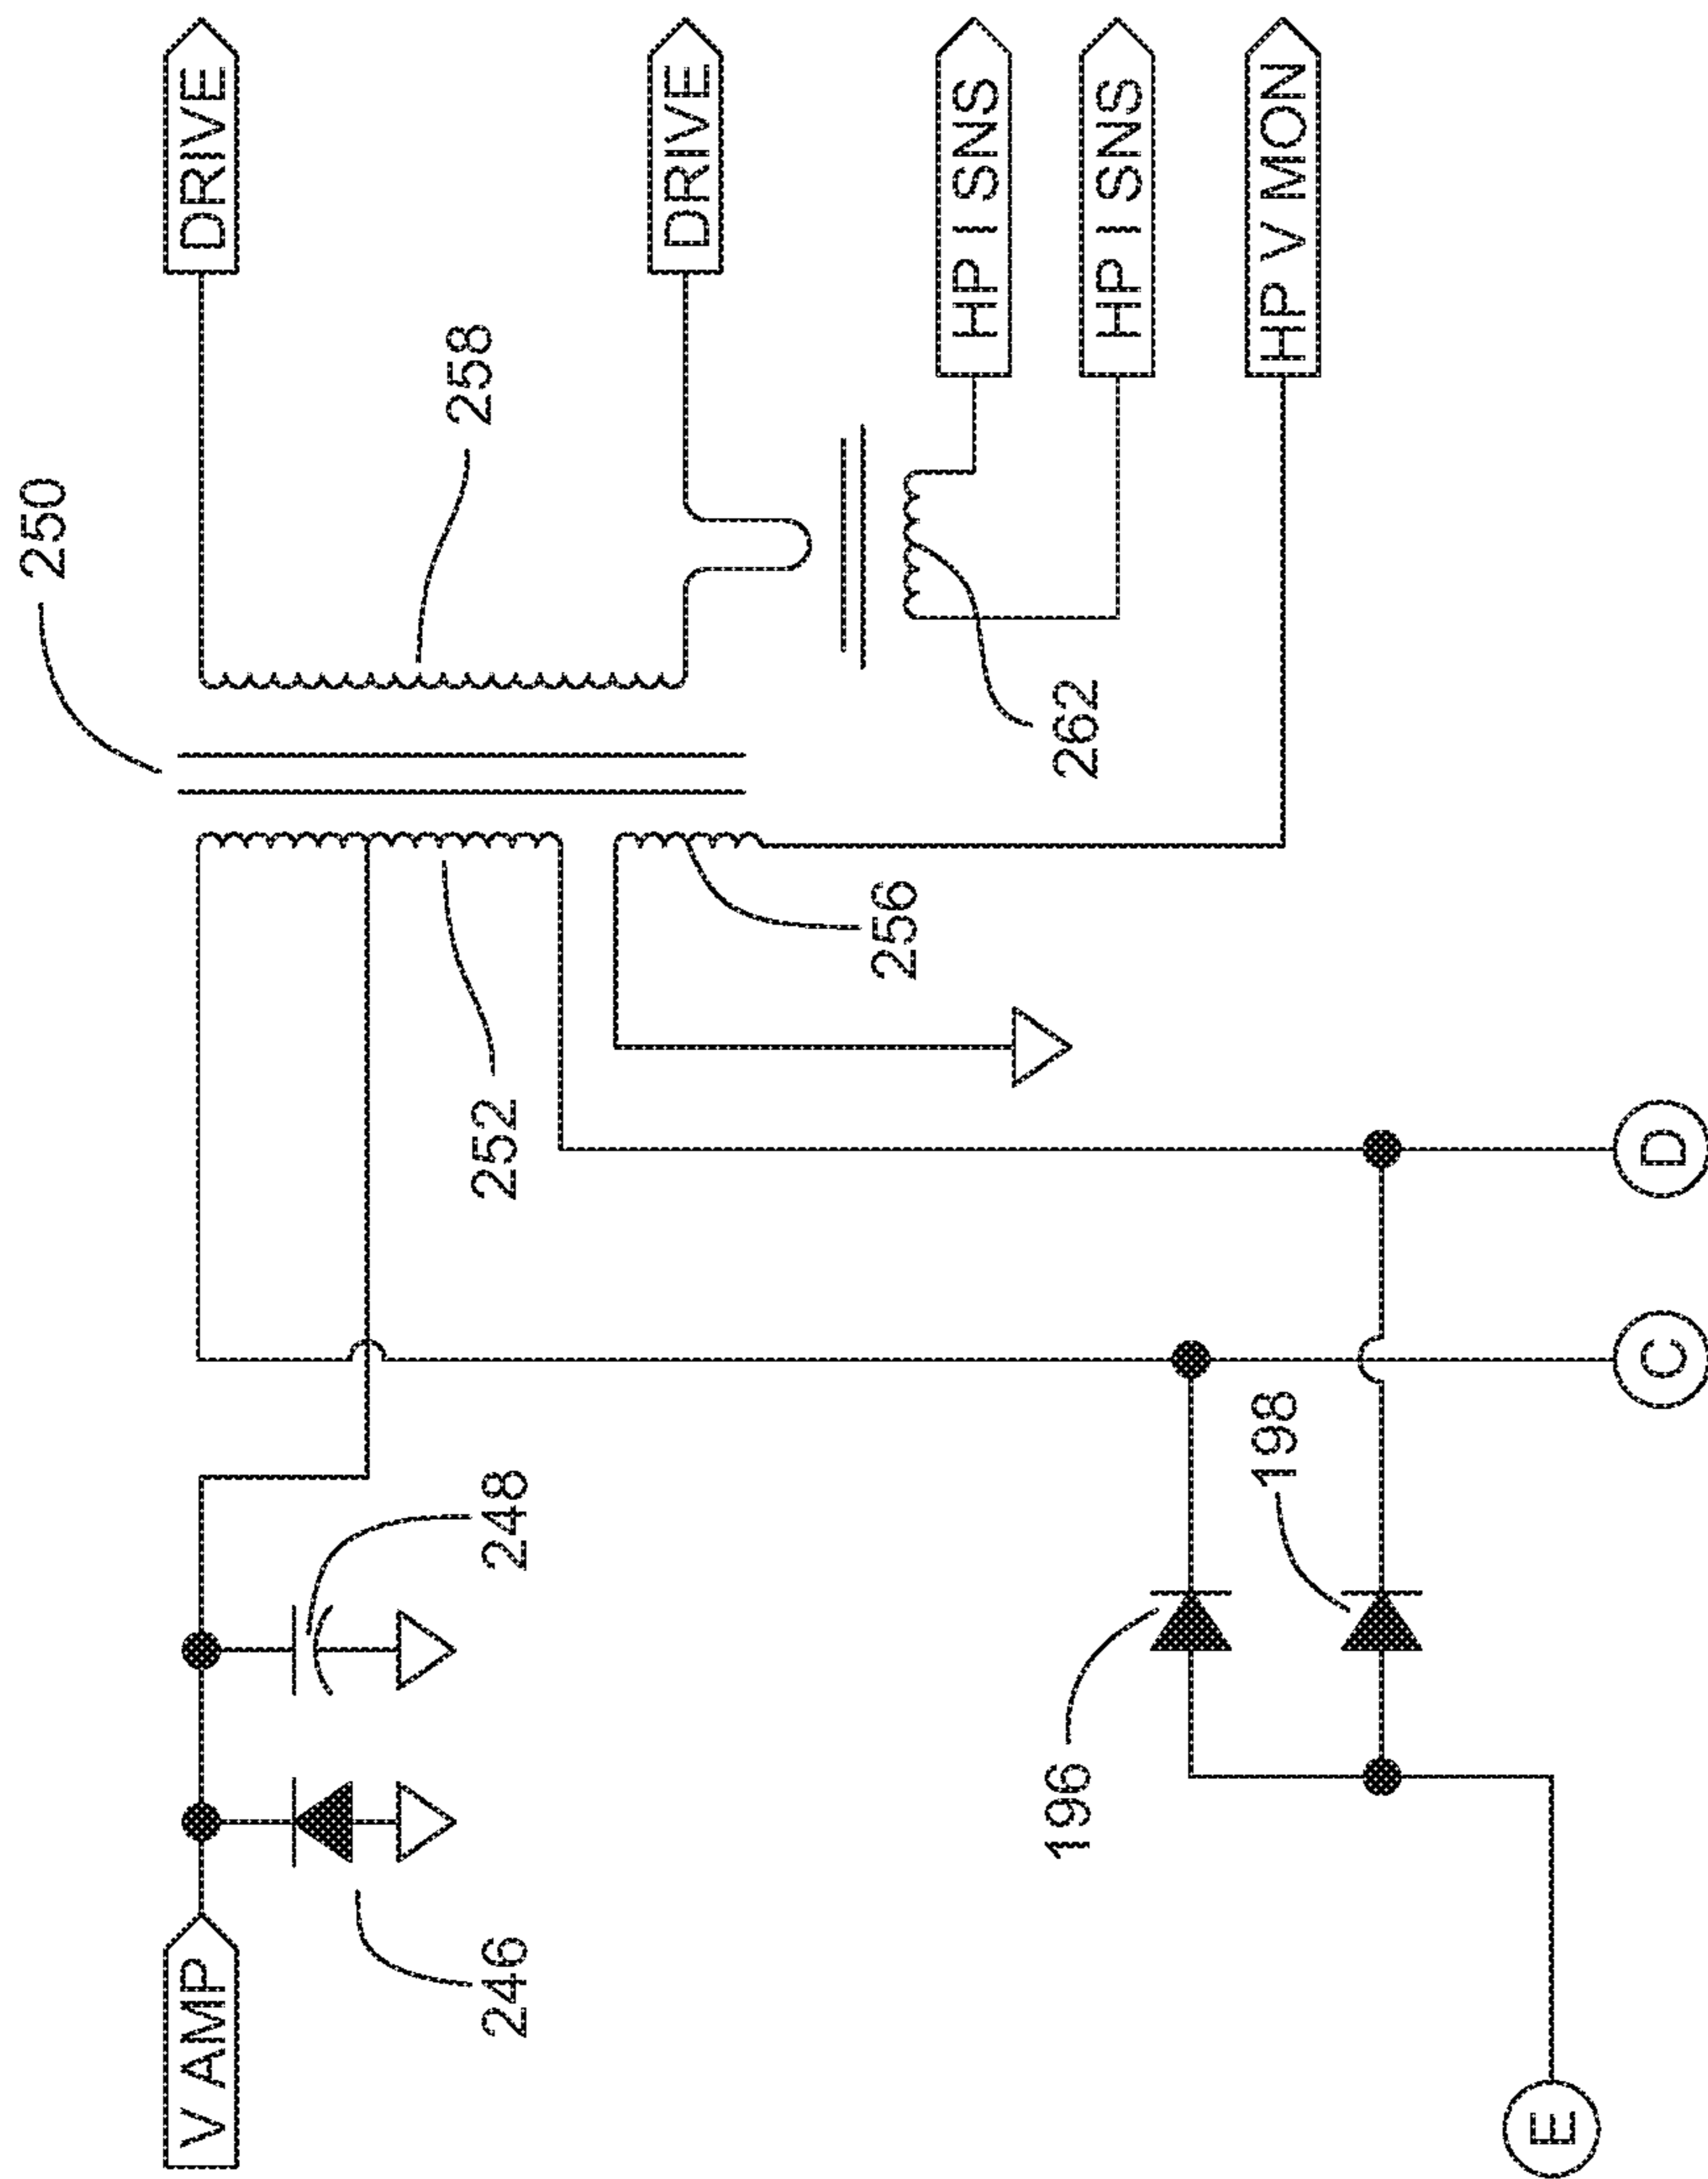 250
DRIVE
258
DRIVE
HP I SNS
HP I SNS
HP V MON
262
256
252
V AMP
248
246
196
198
D
C
E